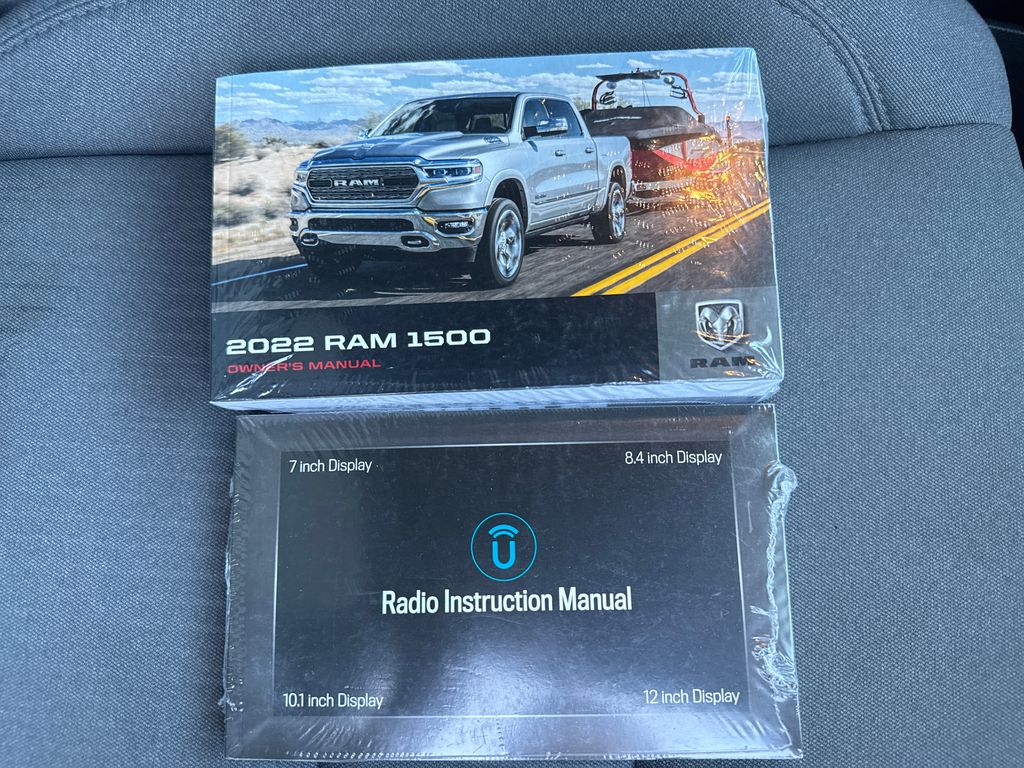 RAM
2022 RAM 1500
OWNER'S MANUAL
RAM
7 inch Display
8.4 inch Display
U
Radio Instruction Manual
10.1 inch Display
12 inch Display